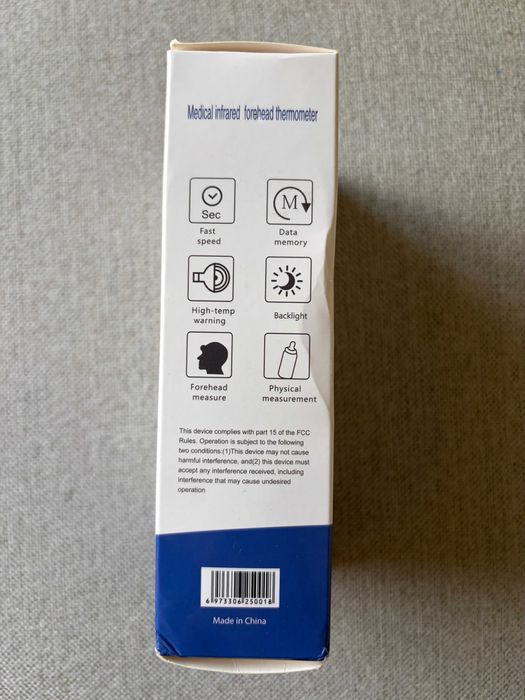 Medical infrared forehead thermometer
Sec
Fast
speed
M
Data
memory
High-temp
warning
Backlight
Forehead
measure
Physical
measurement
This device complies with part 15 of the FCC
Rules. Operation is subject to the following
two conditions:(1)This device may not cause
harmful interference, and(2) this device must
accept any interference received, including
interference that may cause undesired
operation
6 973306 250018
Made in China